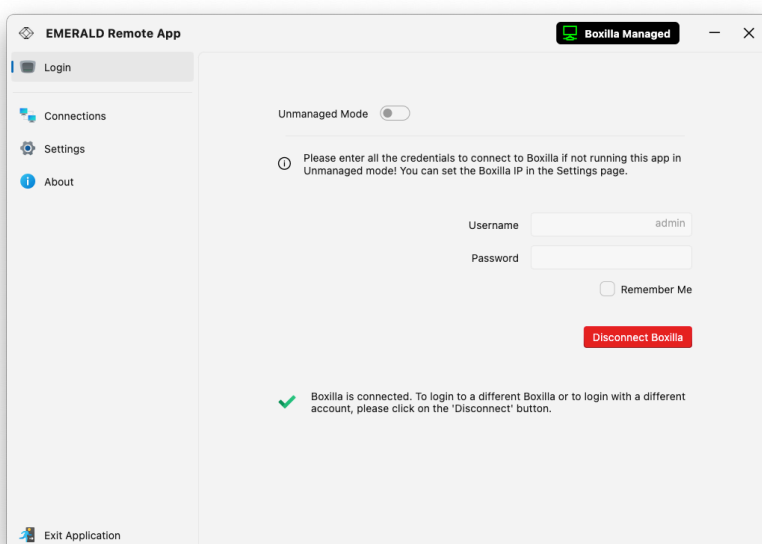 EMERALD Remote App
Boxilla Managed
Login
Connections
Settings
About
Exit Application
Unmanaged Mode
Please enter all the credentials to connect to Boxilla if not running this app in
Unmanaged mode! You can set the Boxilla IP in the Settings page.
Username
admin
Password
Remember Me
Disconnect Boxilla
Boxilla is connected. To login to a different Boxilla or to login with a different
account, please click on the 'Disconnect' button.